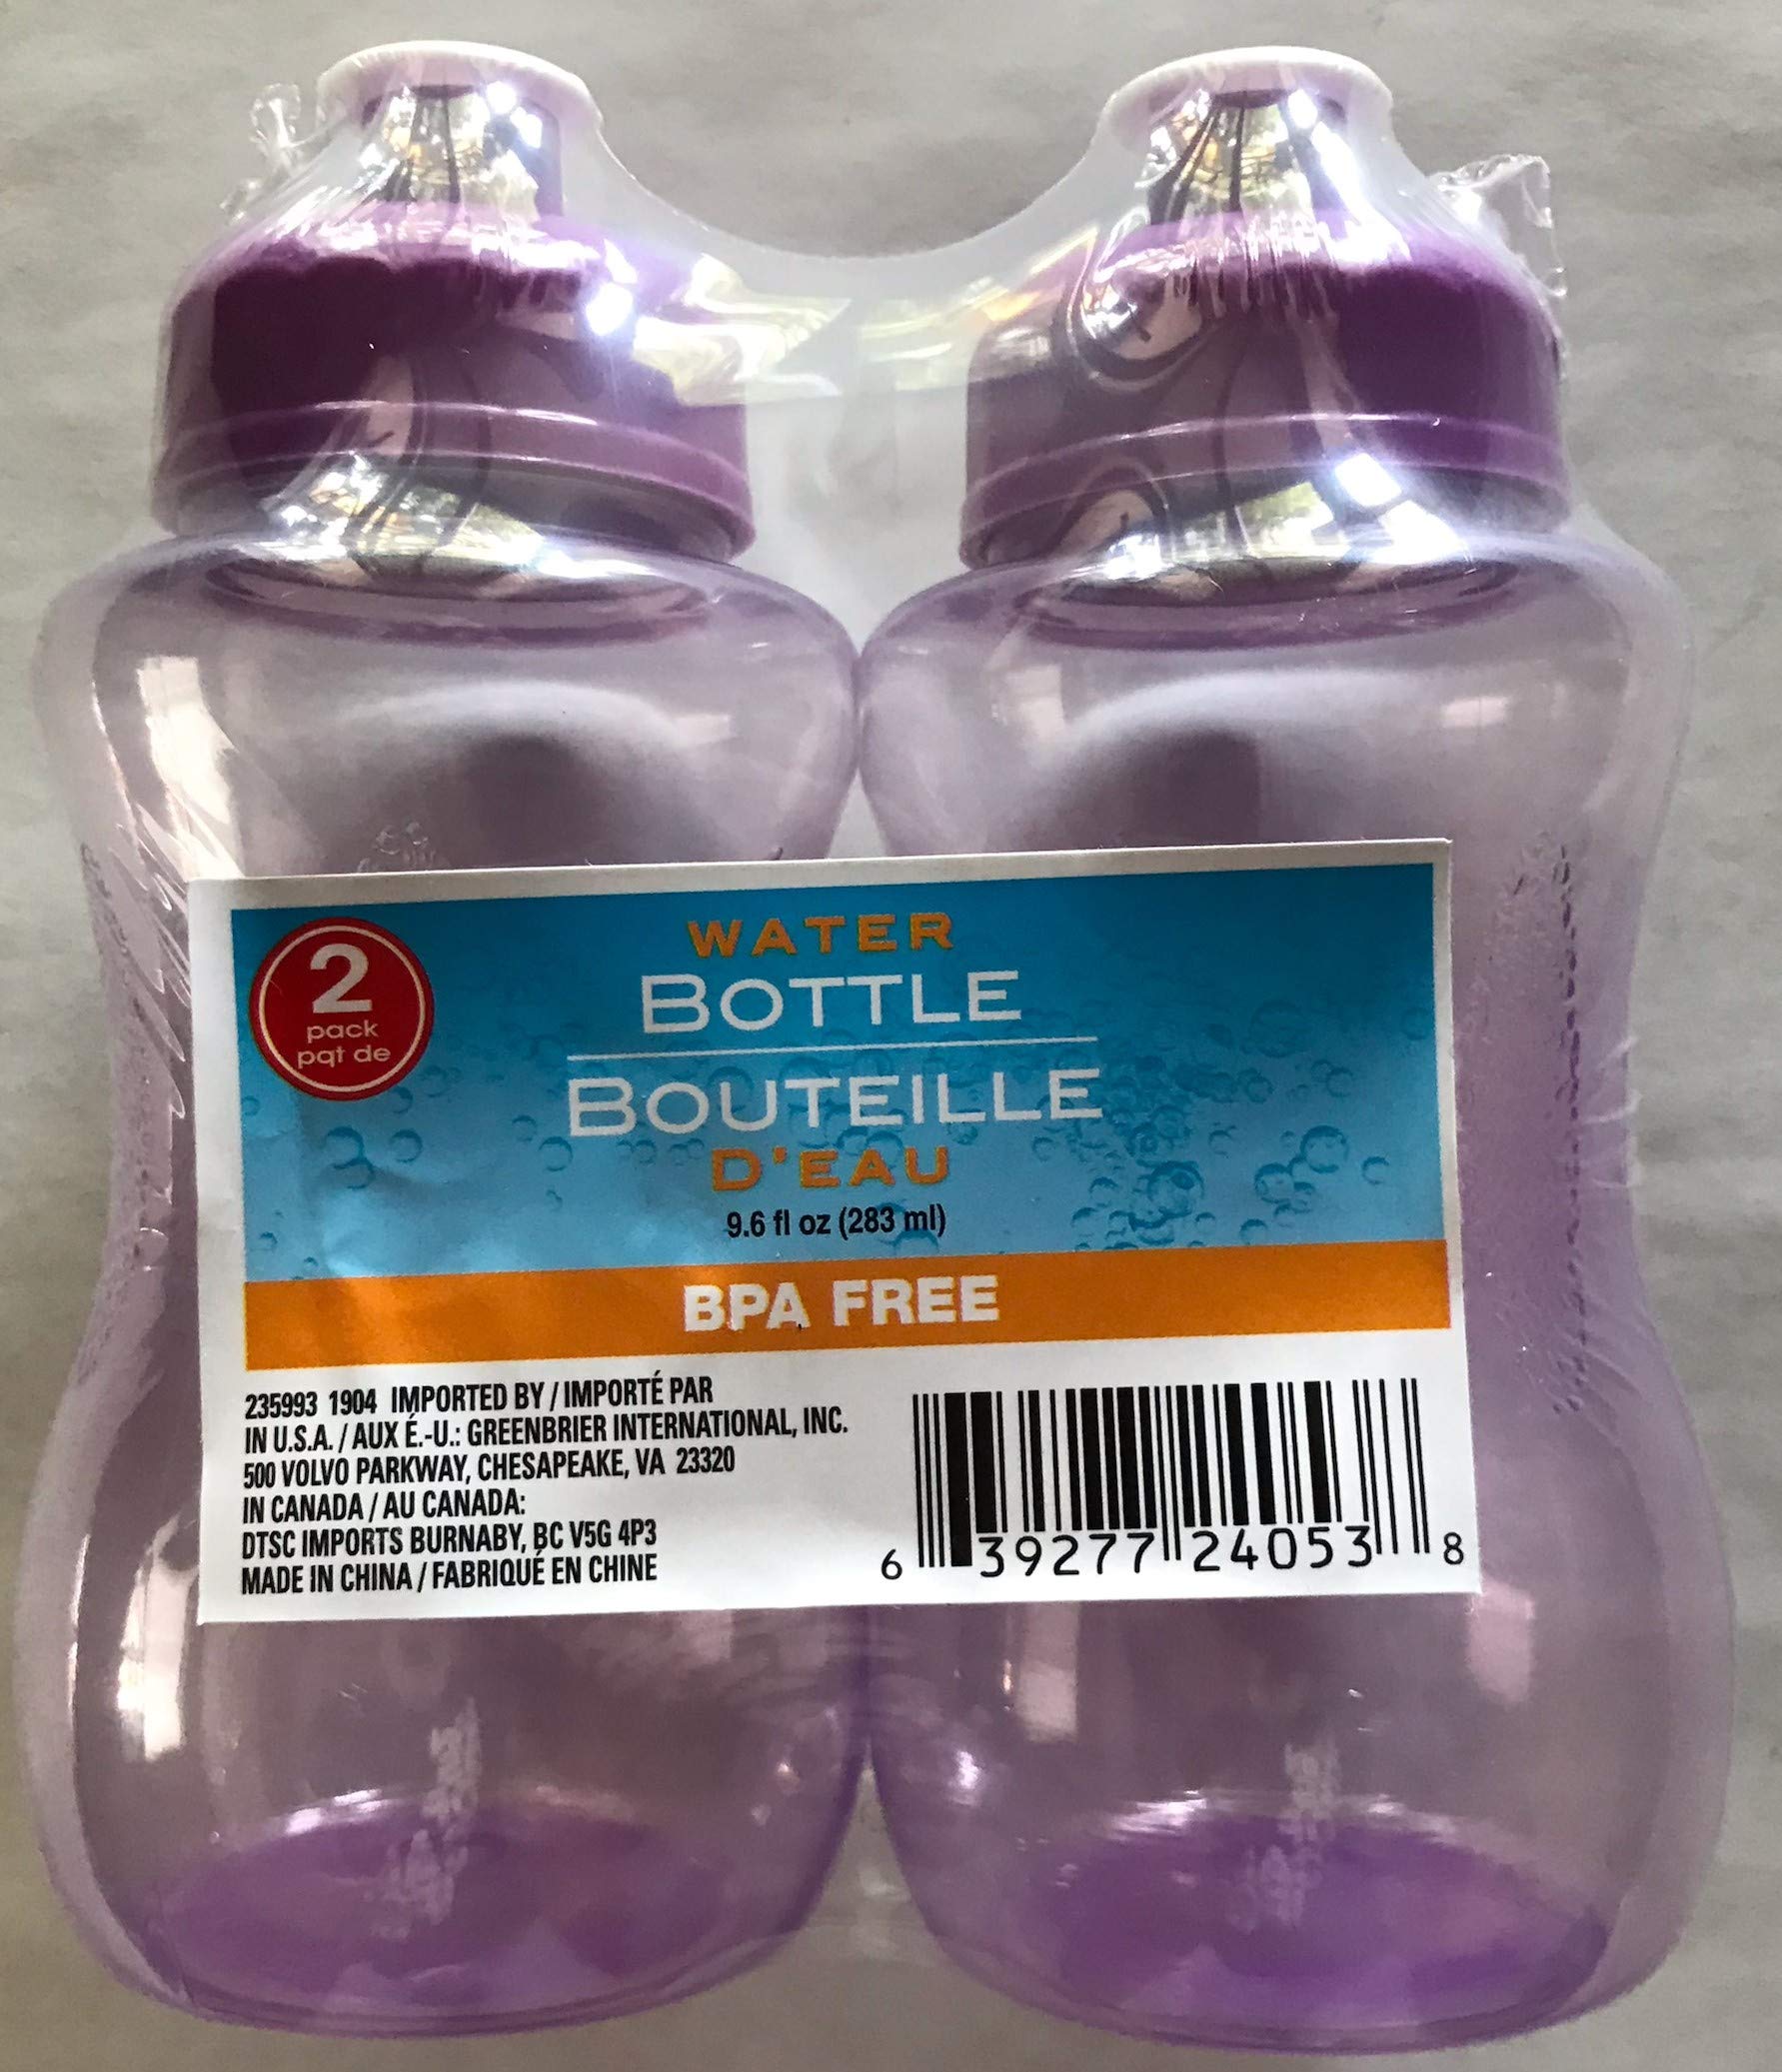 2
pack
pqt de
WATER
BOTTLE
BOUTEILLE
D'EAU
9.6 fl oz (283 ml)
BPA FREE
235993 1904 IMPORTED BY / IMPORTÉ PAR
IN U.S.A. / AUX É.-U.: GREENBRIER INTERNATIONAL, INC.
500 VOLVO PARKWAY, CHESAPEAKE, VA 23320
IN CANADA / AU CANADA:
DTSC IMPORTS BURNABY, BC V5G 4P3
MADE IN CHINA / FABRIQUÉ EN CHINE
6 39277 24053 8